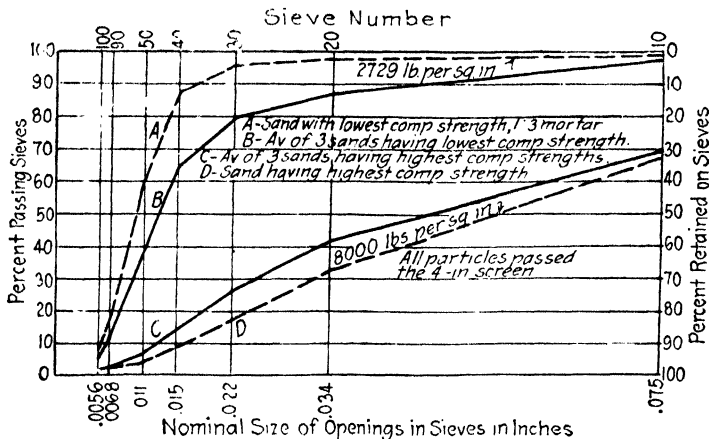 Sieve Number
100 90 50 40 30 20 10
Percent Passing Sieves
100 90 80 70 60 50 40 30 20 10 0
Percent Retained on Sieves
0 10 20 30 40 50 60 70 80 90 100
2729 lb. per sq in
A
B
A-Sand with lowest comp strength, 1:3 mortar
B- Av of 3 sands having lowest comp strength.
C- Av of 3 sands having highest comp strengths.
D- Sand having highest comp strength
8000 lbs per sq in
All particles passed
the 4-in screen
C
D
.0056 .0068 .011 .015 .022 .034 .075
Nominal Size of Openings in Sieves in Inches